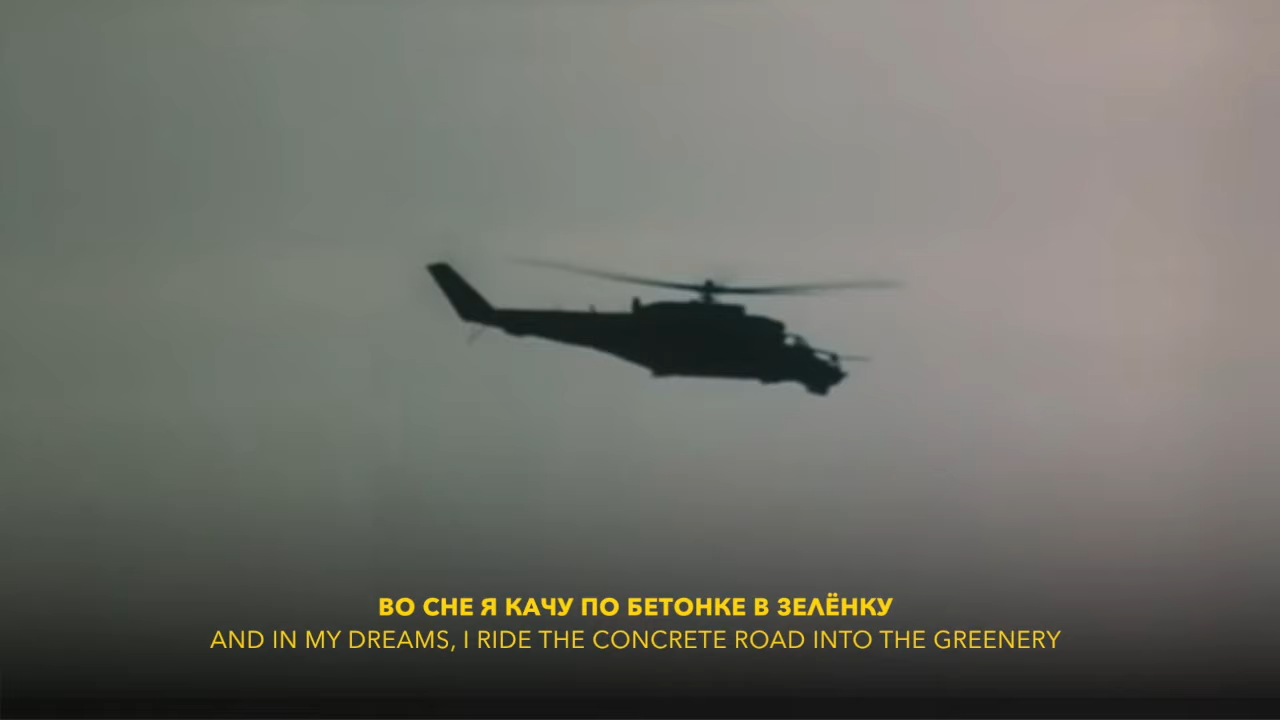 ВО СНЕ Я КАЧУ ПО БЕТОНКЕ В ЗЕЛЁНКУ
AND IN MY DREAMS, I RIDE THE CONCRETE ROAD INTO THE GREENERY